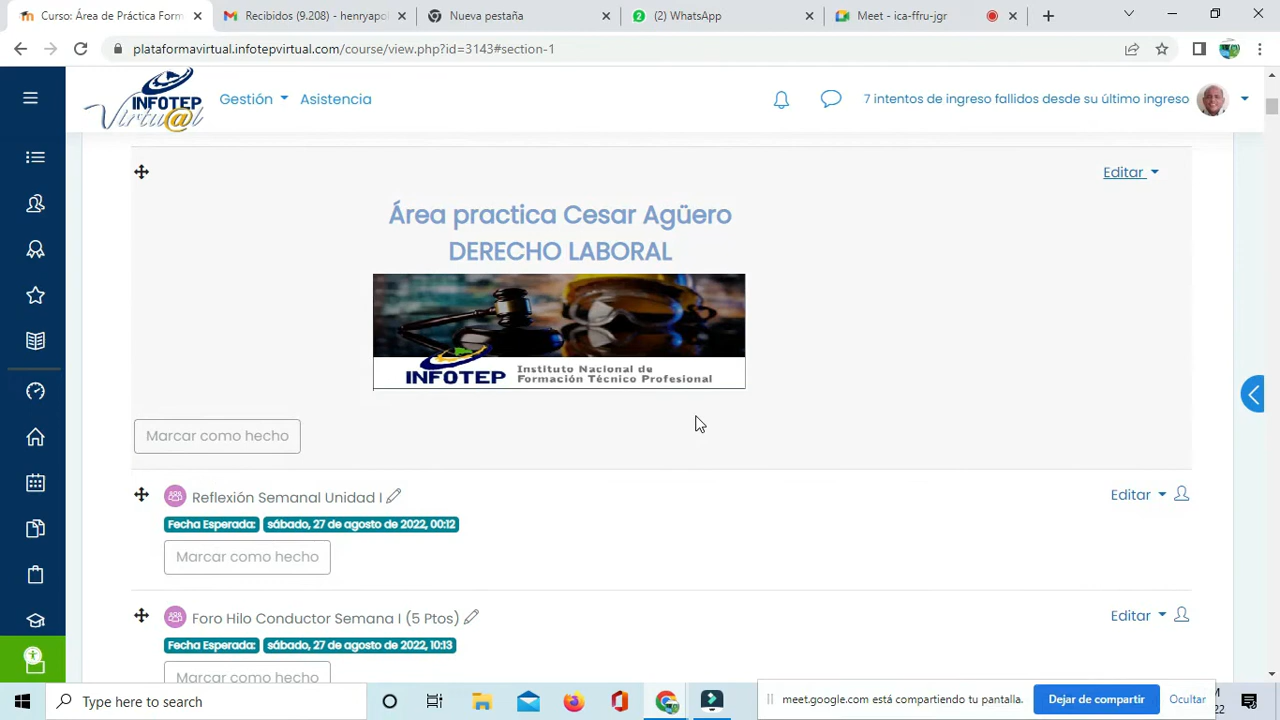 Curso: Área de Práctica Form
Recibidos (9.208) - henryapol
Nueva pestaña
(2) WhatsApp
Meet - ica-ffru-jgr
plataformavirtual.infotepvirtual.com/course/view.php?id=3143#section-1
INFOTEP
Virtu@l
Gestión
Asistencia
7 intentos de ingreso fallidos desde su último ingreso
Editar
Área practica Cesar Agüero
DERECHO LABORAL
INFOTEP
Instituto Nacional de
Formación Técnico Profesional
Marcar como hecho
Reflexión Semanal Unidad I
Editar
Fecha Esperada: sábado, 27 de agosto de 2022, 00:12
Marcar como hecho
Foro Hilo Conductor Semana I (5 Ptos)
Editar
Fecha Esperada: sábado, 27 de agosto de 2022, 10:13
Marcar como hecho
Type here to search
meet.google.com está compartiendo tu pantalla.
Dejar de compartir
Ocultar